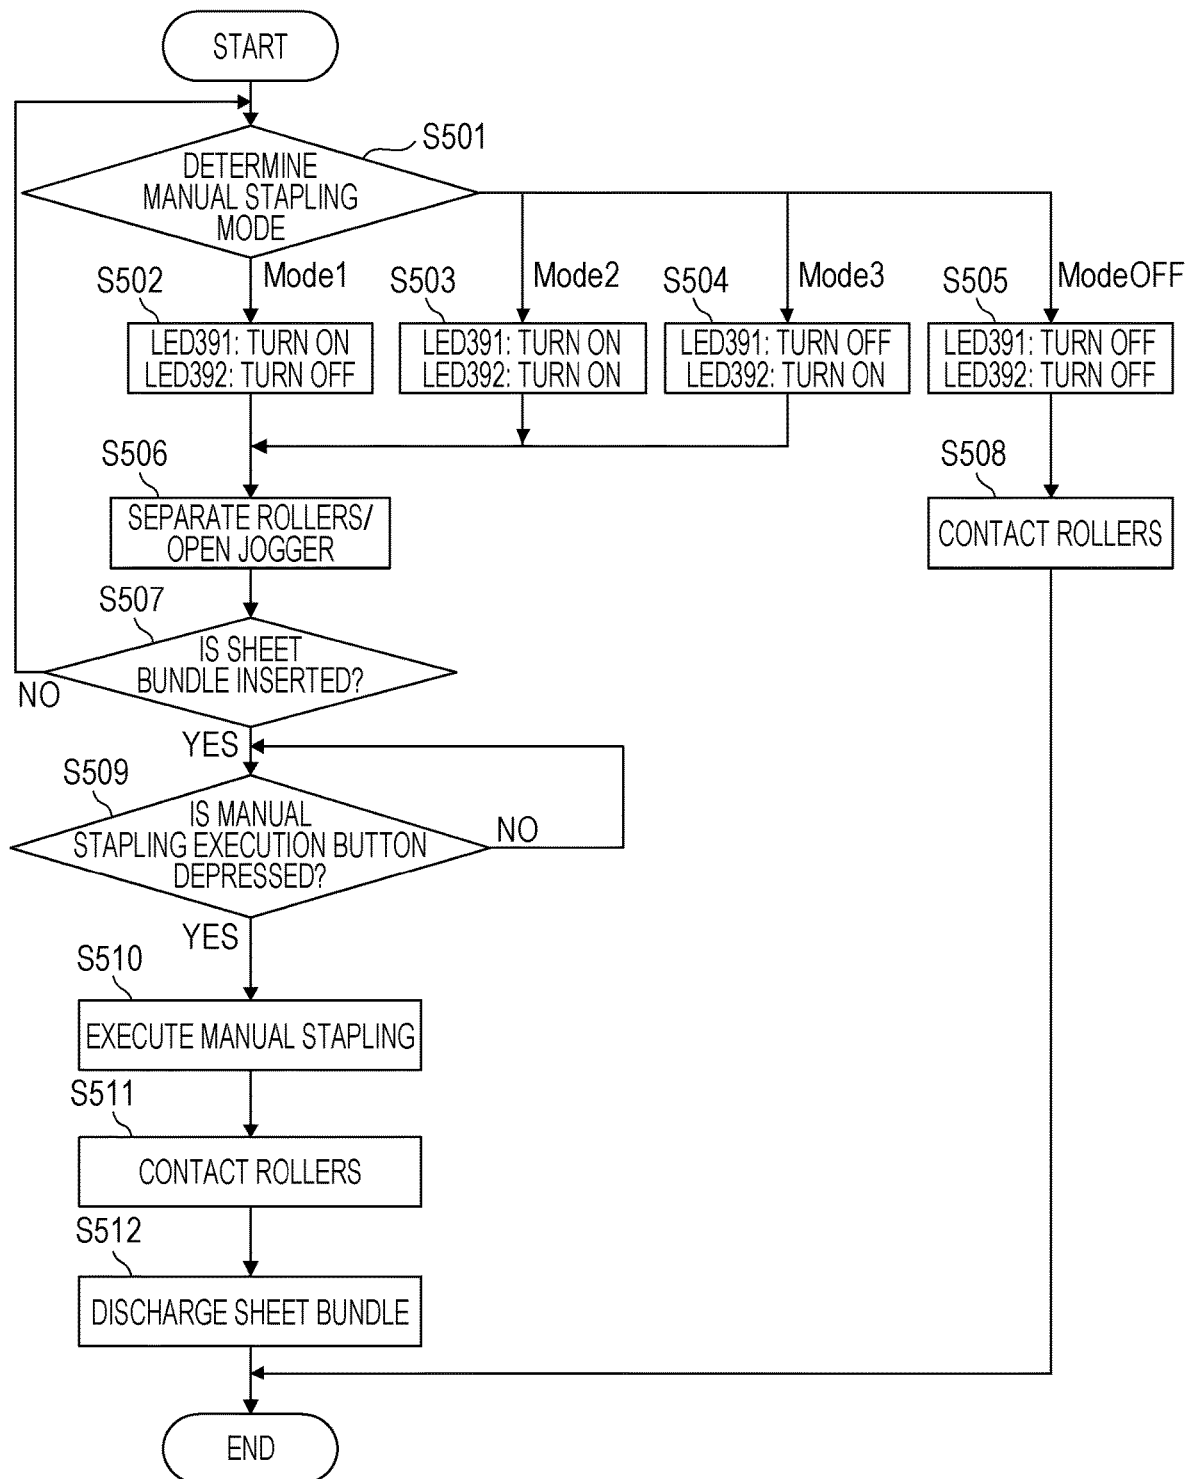 START
S501
DETERMINE
MANUAL STAPLING
MODE
S502
Mode1
S503
Mode2
S504
Mode3
S505
ModeOFF
LED391: TURN ON
LED392: TURN OFF
LED391: TURN ON
LED392: TURN ON
LED391: TURN OFF
LED392: TURN ON
LED391: TURN OFF
LED392: TURN OFF
S506
SEPARATE ROLLERS/
OPEN JOGGER
S508
CONTACT ROLLERS
S507
IS SHEET
BUNDLE INSERTED?
NO
YES
S509
IS MANUAL
STAPLING EXECUTION BUTTON
DEPRESSED?
NO
YES
S510
EXECUTE MANUAL STAPLING
S511
CONTACT ROLLERS
S512
DISCHARGE SHEET BUNDLE
END